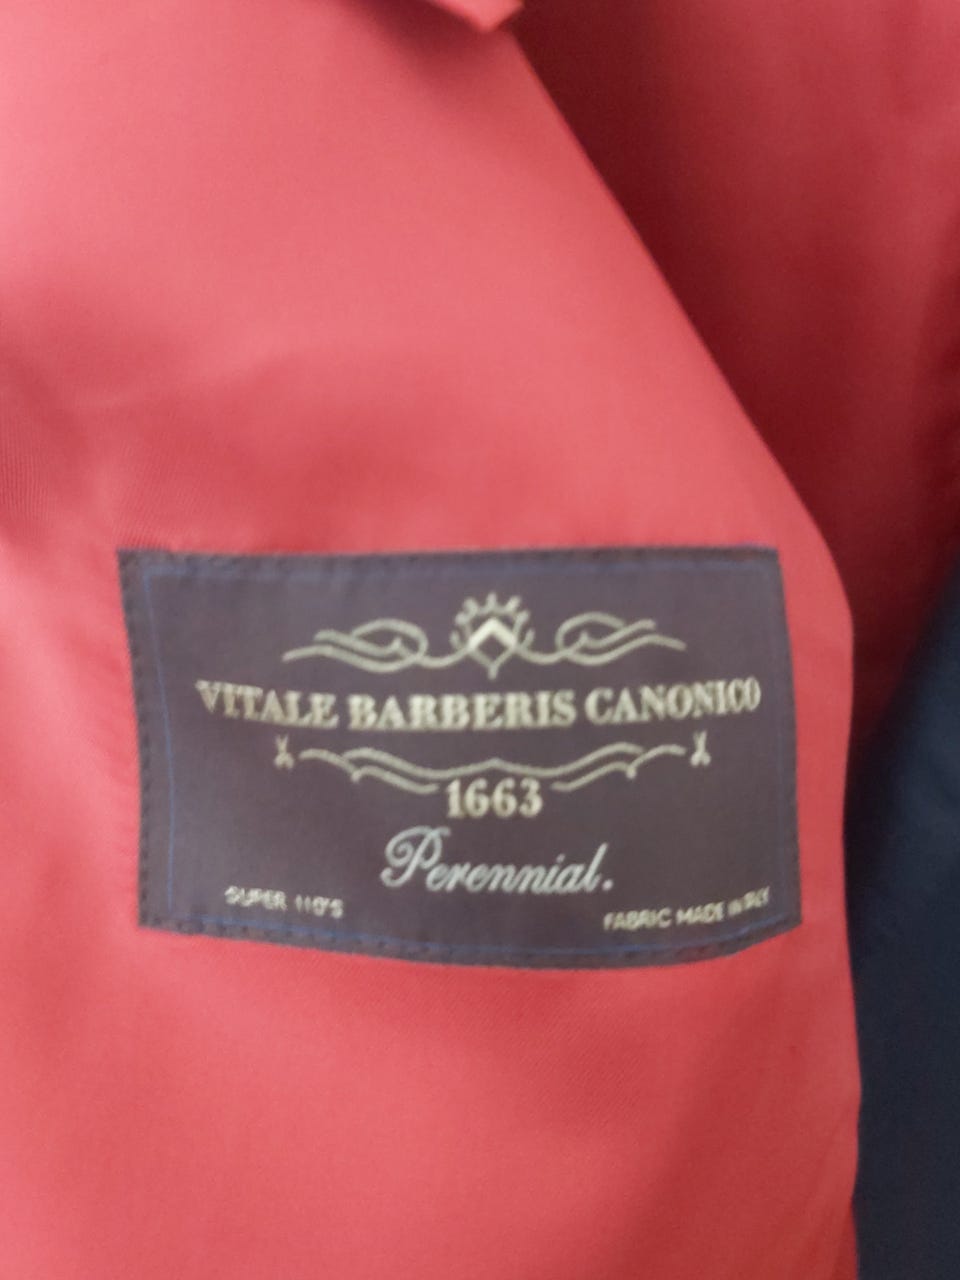 VITALE BARBERIS CANONICO
1663
Perennial.
SUPER 110'S
FABRIC MADE IN ITALY